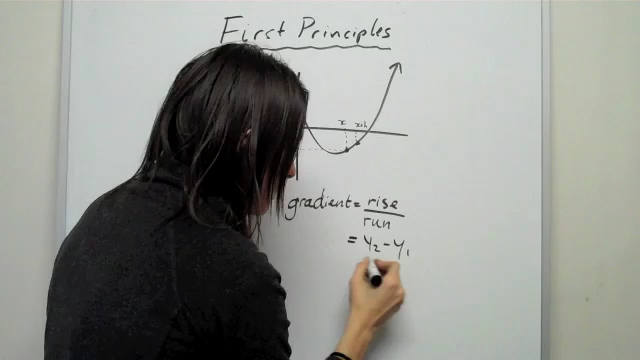 First Principles
x x+h
gradient = rise
run
= y₂ - y₁